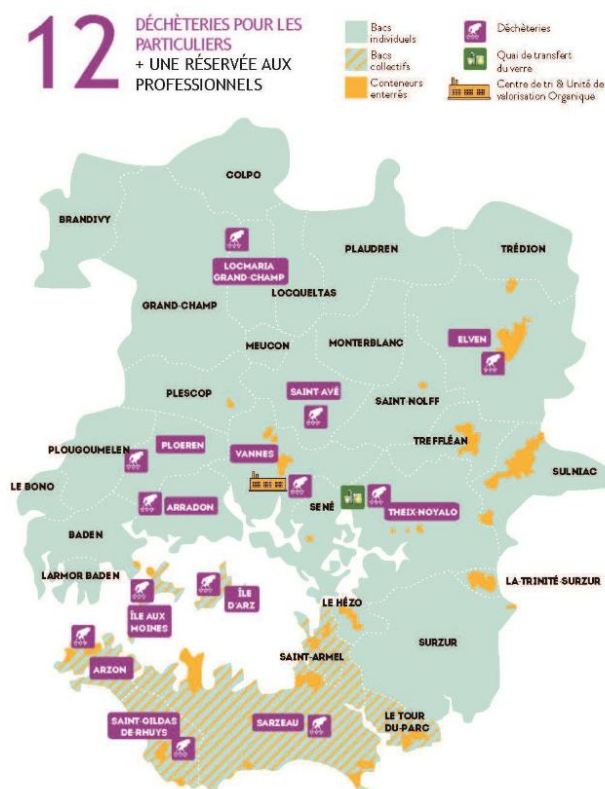 12
DÉCHÈTERIES POUR LES
PARTICULIERS
+ UNE RÉSERVÉE AUX
PROFESSIONNELS
Bacs
individuels
Bacs
collectifs
Conteneurs
enterrés
Déchèteries
Quai de transfert
du verre
Centre de tri & Unité de
valorisation Organique
COLPO
BRANDIVY
PLAUDREN
TRÉDION
LOCMARIA
GRAND-CHAMP
LOCQUELTAS
GRAND-CHAMP
MEUCON
MONTERBLANC
ELVEN
PLESCOP
SAINT-AVÉ
SAINT-NOLFF
TREFFLÉAN
PLOEREN
PLOUGOUMELEN
VANNES
SULNIAC
LE BONO
ARRADON
SENÉ
THEIX-NOYALO
BADEN
LARMOR BADEN
LA-TRINITÉ-SURZUR
ÎLE
D'ARZ
LE HÉZO
ÎLE AUX
MOINES
SURZUR
SAINT-ARMEL
ARZON
LE TOUR
DU-PARC
SAINT-GILDAS
DE-RHUYS
SARZEAU